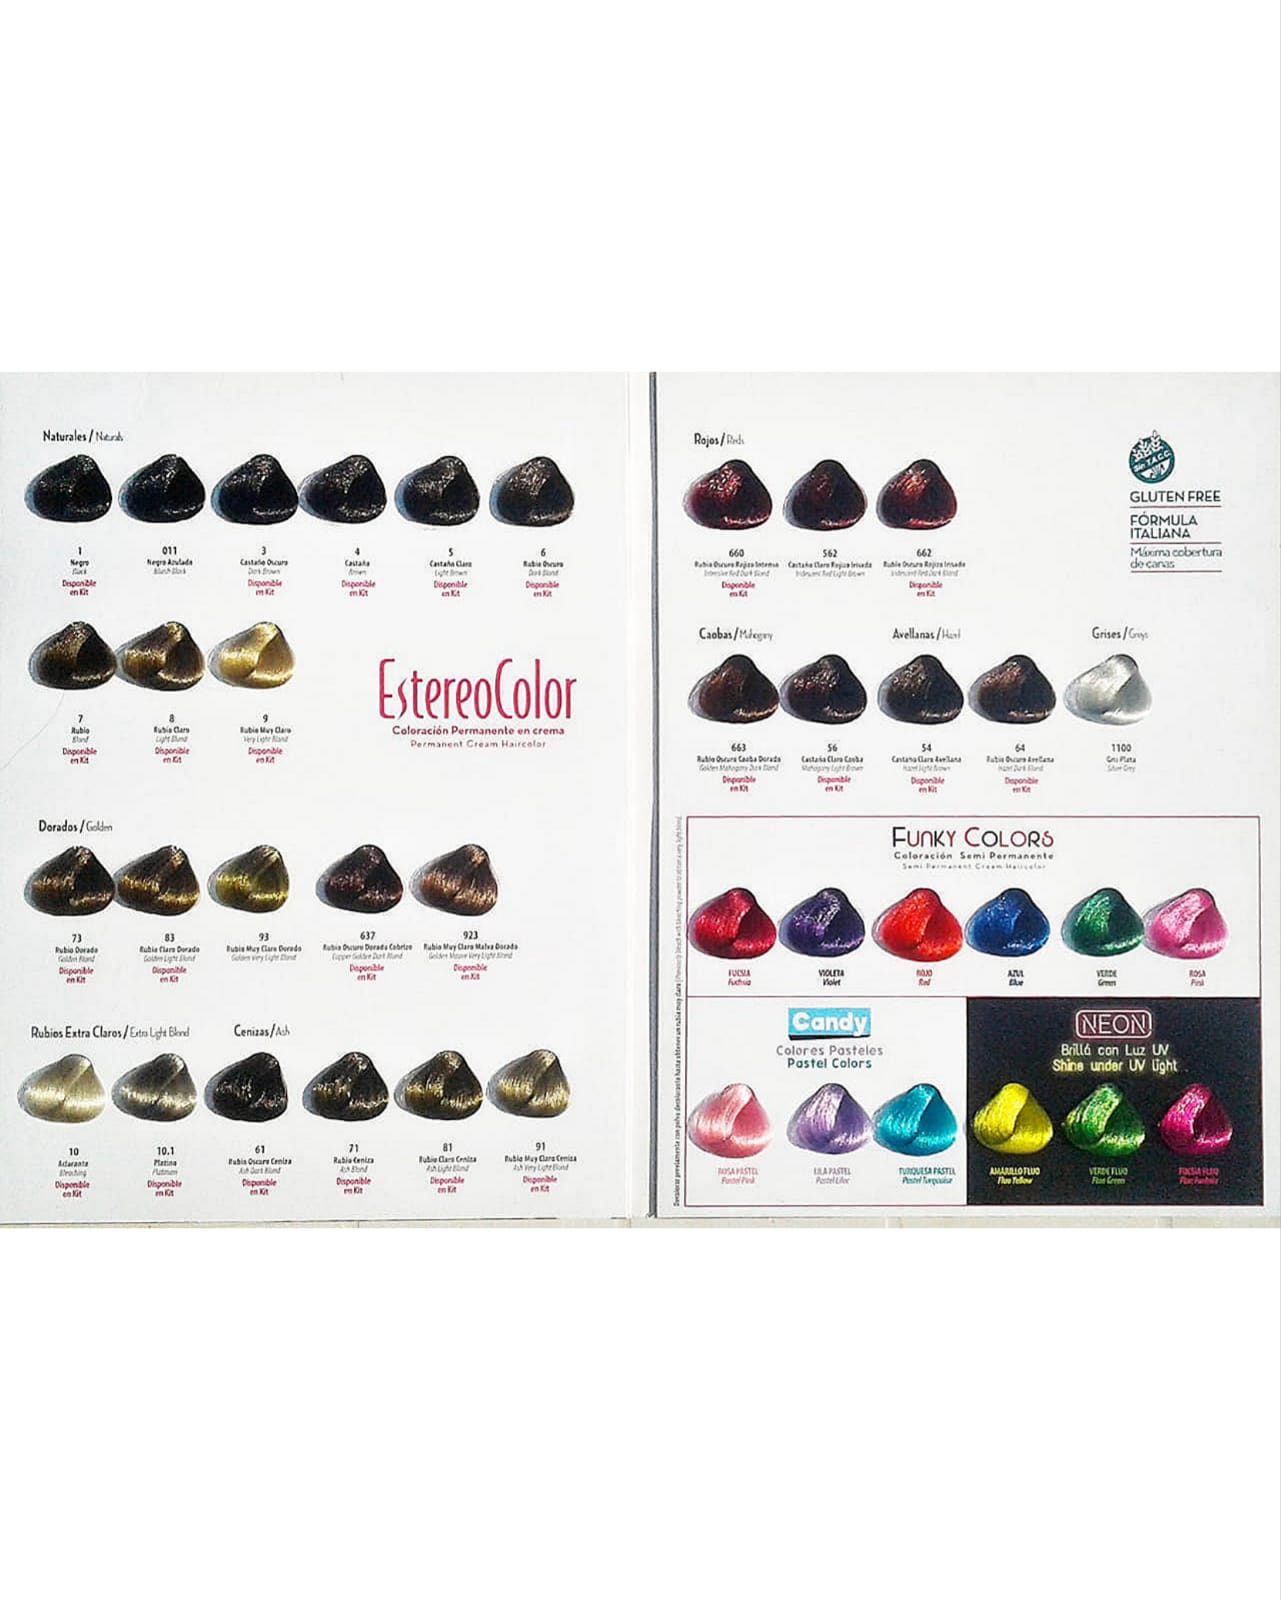 Naturales / Naturals
1
Negro
Black
Disponible
en Kit
011
Negro Azulado
Bluish Black
3
Castaño Oscuro
Dark Brown
Disponible
en Kit
4
Castaño
Brown
Disponible
en Kit
5
Castaño Claro
Light Brown
Disponible
en Kit
6
Rubio Oscuro
Dark Blond
Disponible
en Kit
7
Rubio
Blond
Disponible
en Kit
8
Rubio Claro
Light Blond
Disponible
en Kit
9
Rubio Muy Claro
Very Light Blond
Disponible
en Kit
EstereoColor
Coloración Permanente en crema
Permanent Cream Haircolor
Dorados / Golden
73
Rubio Dorado
Golden Blond
Disponible
en Kit
83
Rubio Claro Dorado
Golden Light Blond
Disponible
en Kit
93
Rubio Muy Claro Dorado
Golden Very Light Blond
637
Rubio Oscuro Dorado Cobrizo
Copper Golden Dark Blond
Disponible
en Kit
923
Rubio Muy Claro Malva Dorado
Golden Mauve Very Light Blond
Disponible
en Kit
Rubios Extra Claros / Extra Light Blond
10
Aclarante
Bleaching
Disponible
en Kit
10.1
Platino
Platinum
Disponible
en Kit
Cenizas / Ash
61
Rubio Oscuro Ceniza
Ash Dark Blond
Disponible
en Kit
71
Rubio Ceniza
Ash Blond
Disponible
en Kit
81
Rubio Claro Ceniza
Ash Light Blond
Disponible
en Kit
91
Rubio Muy Claro Ceniza
Ash Very Light Blond
Disponible
en Kit
Rojos / Reds
660
Rubio Oscuro Rojizo Intenso
Intensive Red Dark Blond
Disponible
en Kit
562
Castaño Claro Rojizo Irisado
Iridescent Red Light Brown
662
Rubio Oscuro Rojizo Irisado
Iridescent Red Dark Blond
Disponible
en Kit
Sin T.A.C.C.
GLUTEN FREE
FÓRMULA
ITALIANA
Máxima cobertura
de canas
Caobas / Mahogany
663
Rubio Oscuro Caoba Dorado
Golden Mahogany Dark Blond
Disponible
en Kit
56
Castaño Claro Caoba
Mahogany Light Brown
Disponible
en Kit
Avellanas / Hazel
54
Castaño Claro Avellana
Hazel Light Brown
Disponible
en Kit
64
Rubio Oscuro Avellana
Hazel Dark Blond
Disponible
en Kit
Grises / Greys
1100
Gris Plata
Silver Grey
FUNKY COLORS
Coloración Semi Permanente
Semi Permanent Cream Haircolor
FUCSIA
Fuchsia
VIOLETA
Violet
ROJO
Red
AZUL
Blue
VERDE
Green
ROSA
Pink
Candy
Colores Pasteles
Pastel Colors
ROSA PASTEL
Pastel Pink
LILA PASTEL
Pastel Lilac
TURQUESA PASTEL
Pastel Turquoise
NEON
Brillá con Luz UV
Shine under UV light
AMARILLO FLUO
Fluo Yellow
VERDE FLUO
Fluo Green
FUCSIA FLUO
Fluo Fuchsia